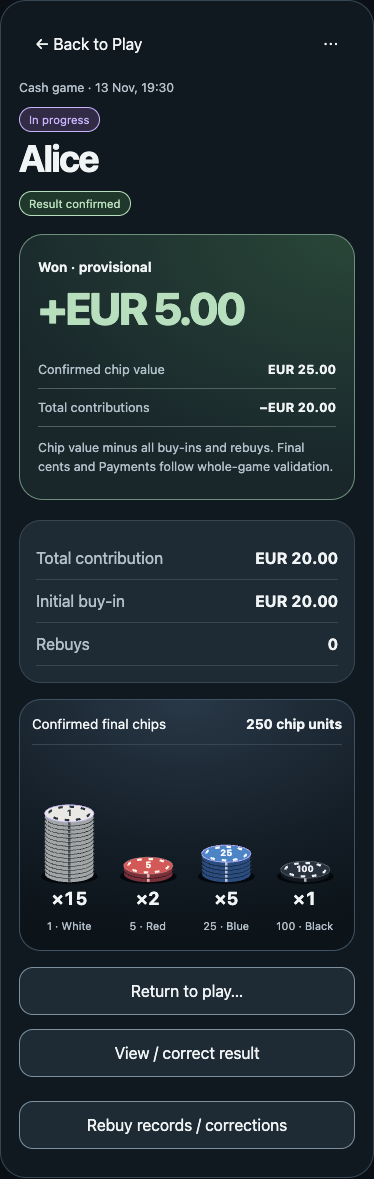 ← Back to Play ...
Cash game · 13 Nov, 19:30
In progress
Alice
Result confirmed
Won · provisional
+EUR 5.00
Confirmed chip value EUR 25.00
Total contributions −EUR 20.00
Chip value minus all buy-ins and rebuys. Final
cents and Payments follow whole-game validation.
Total contribution EUR 20.00
Initial buy-in EUR 20.00
Rebuys 0
Confirmed final chips 250 chip units
1 5 25 100
×15 ×2 ×5 ×1
1 · White 5 · Red 25 · Blue 100 · Black
Return to play...
View / correct result
Rebuy records / corrections